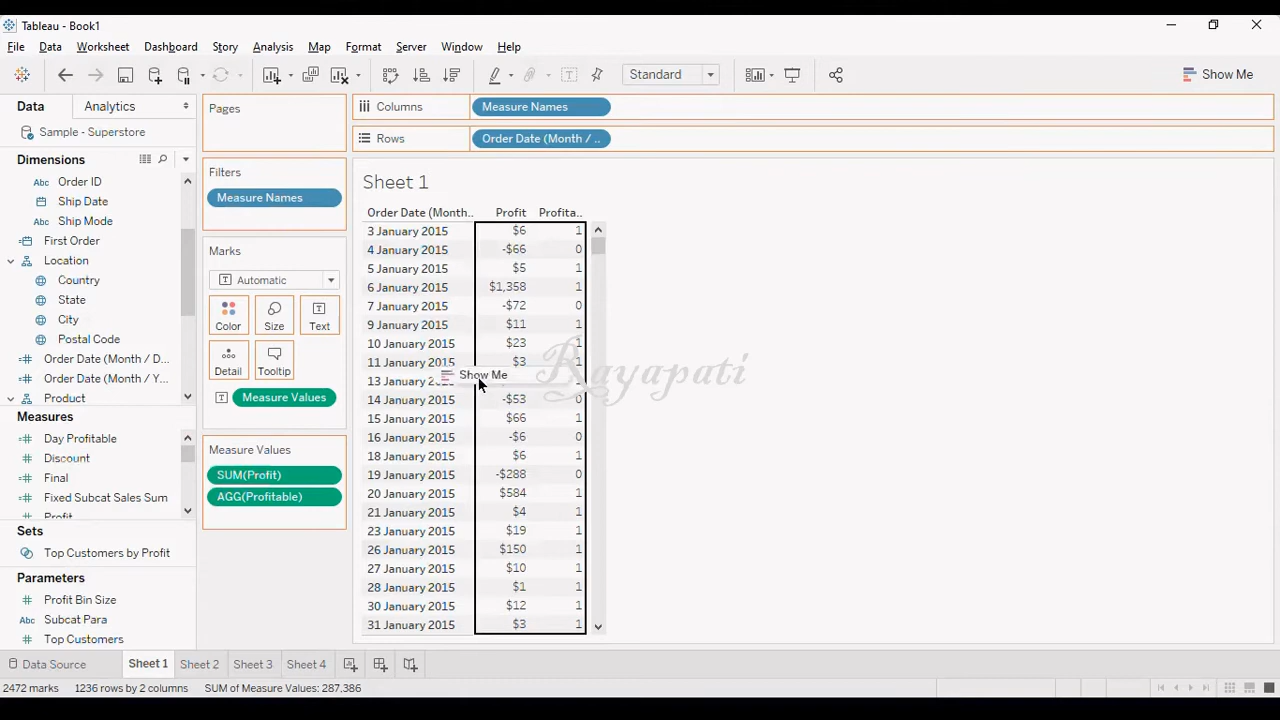 Tableau - Book1
File Data Worksheet Dashboard Story Analysis Map Format Server Window Help
Standard
Show Me
Data Analytics
Sample - Superstore
Dimensions
Abc Order ID
Ship Date
Abc Ship Mode
First Order
Location
Country
State
City
Postal Code
Order Date (Month / D...
Order Date (Month / Y...
Product
Measures
Day Profitable
Discount
Final
Fixed Subcat Sales Sum
Profit
Sets
Top Customers by Profit
Parameters
Profit Bin Size
Abc Subcat Para
Top Customers
Pages
Filters
Measure Names
Marks
Automatic
Color Size Text
Detail Tooltip
Measure Values
Measure Values
SUM(Profit)
AGG(Profitable)
Columns Measure Names
Rows Order Date (Month / ..
Sheet 1
Order Date (Month.. Profit Profita..
3 January 2015 $6 1
4 January 2015 -$66 0
5 January 2015 $5 1
6 January 2015 $1,358 1
7 January 2015 -$72 0
9 January 2015 $11 1
10 January 2015 $23 1
11 January 2015 $3 1
Show Me
13 January
14 January 2015 -$53 0
15 January 2015 $66 1
16 January 2015 -$6 0
18 January 2015 $6 1
19 January 2015 -$288 0
20 January 2015 $584 1
21 January 2015 $4 1
23 January 2015 $19 1
26 January 2015 $150 1
27 January 2015 $10 1
28 January 2015 $1 1
30 January 2015 $12 1
31 January 2015 $3 1
Rayapati
Data Source Sheet 1 Sheet 2 Sheet 3 Sheet 4
2472 marks 1236 rows by 2 columns SUM of Measure Values: 287.386